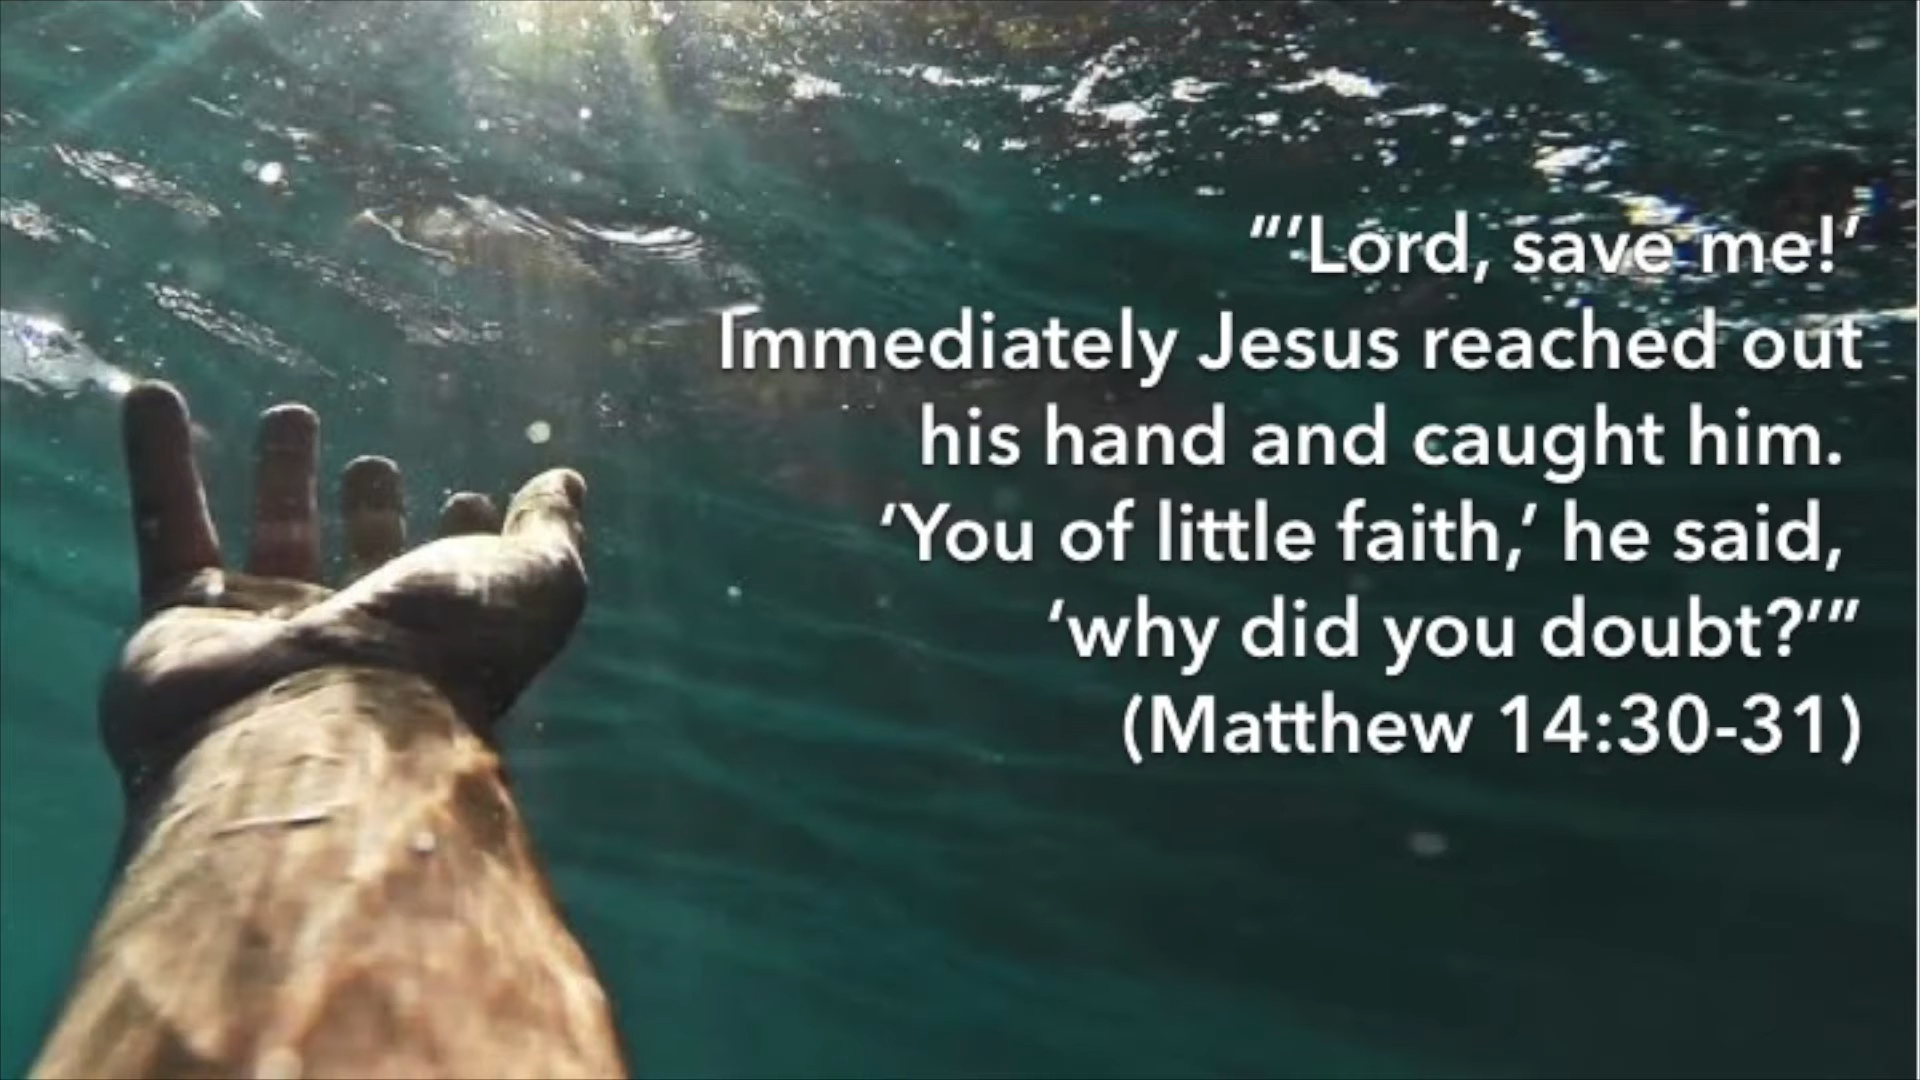 “‘Lord, save me!’
Immediately Jesus reached out
his hand and caught him.
‘You of little faith,’ he said,
‘why did you doubt?’”
(Matthew 14:30-31)